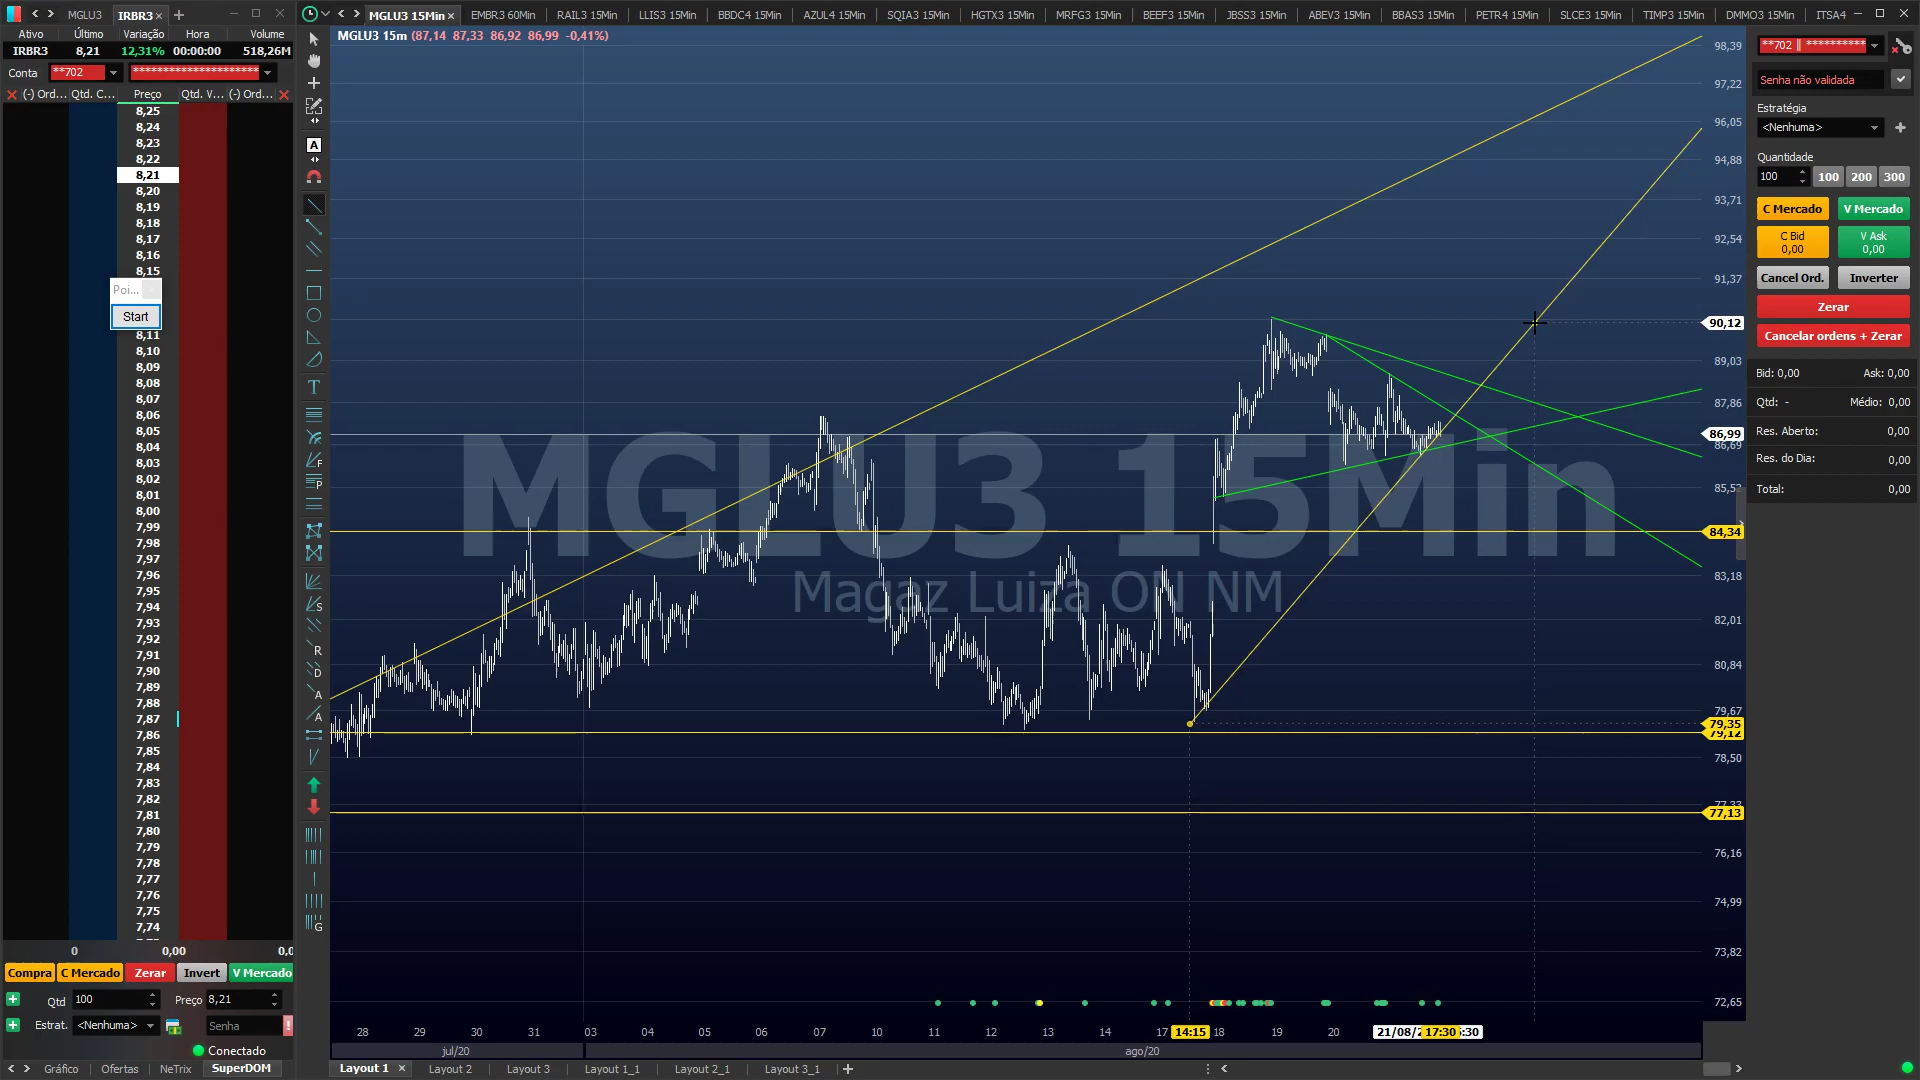 MGLU3 IRBR3
Ativo Último Variação Hora Volume
IRBR3 8,21 12,31% 00:00:00 518,26M
Conta **702 **********************
(-) Ord... Qtd. C... Preço Qtd. V... (-) Ord...
8,25
8,24
8,23
8,22
8,21
8,20
8,19
8,18
8,17
8,16
8,15
Poi...
Start
8,11
8,10
8,09
8,08
8,07
8,06
8,05
8,04
8,03
8,02
8,01
8,00
7,99
7,98
7,97
7,96
7,95
7,94
7,93
7,92
7,91
7,90
7,89
7,88
7,87
7,86
7,85
7,84
7,83
7,82
7,81
7,80
7,79
7,78
7,77
7,76
7,75
7,74
0 0,00 0,0
Compra C Mercado Zerar Invert V Mercado
Qtd 100 Preço 8,21
Estrat. <Nenhuma> Senha
Conectado
Gráfico Ofertas NeTrix SuperDOM
MGLU3 15Min EMBR3 60Min RAIL3 15Min LLIS3 15Min BBDC4 15Min AZUL4 15Min SQIA3 15Min HGTX3 15Min MRFG3 15Min BEEF3 15Min JBSS3 15Min ABEV3 15Min BBAS3 15Min PETR4 15Min SLCE3 15Min TIMP3 15Min DMMO3 15Min ITSA4
MGLU3 15m (87,14 87,33 86,92 86,99 -0,41%)
MGLU3 15Min
Magaz Luiza ON NM
98,39
97,22
96,05
94,88
93,71
92,54
91,37
90,12
89,03
87,86
86,99
86,69
85,52
84,34
83,18
82,01
80,84
79,67
79,35
79,12
78,50
77,33
77,13
76,16
74,99
73,82
72,65
28 29 30 31 03 04 05 06 07 10 11 12 13 14 17 14:15 18 19 20 21/08/2 17:30 :30
jul/20 ago/20
Layout 1 Layout 2 Layout 3 Layout 1_1 Layout 2_1 Layout 3_1
**702 || **********
Senha não validada
Estratégia
<Nenhuma>
Quantidade
100 100 200 300
C Mercado V Mercado
C Bid V Ask
0,00 0,00
Cancel Ord. Inverter
Zerar
Cancelar ordens + Zerar
Bid: 0,00 Ask: 0,00
Qtd: - Médio: 0,00
Res. Aberto: 0,00
Res. do Dia: 0,00
Total: 0,00